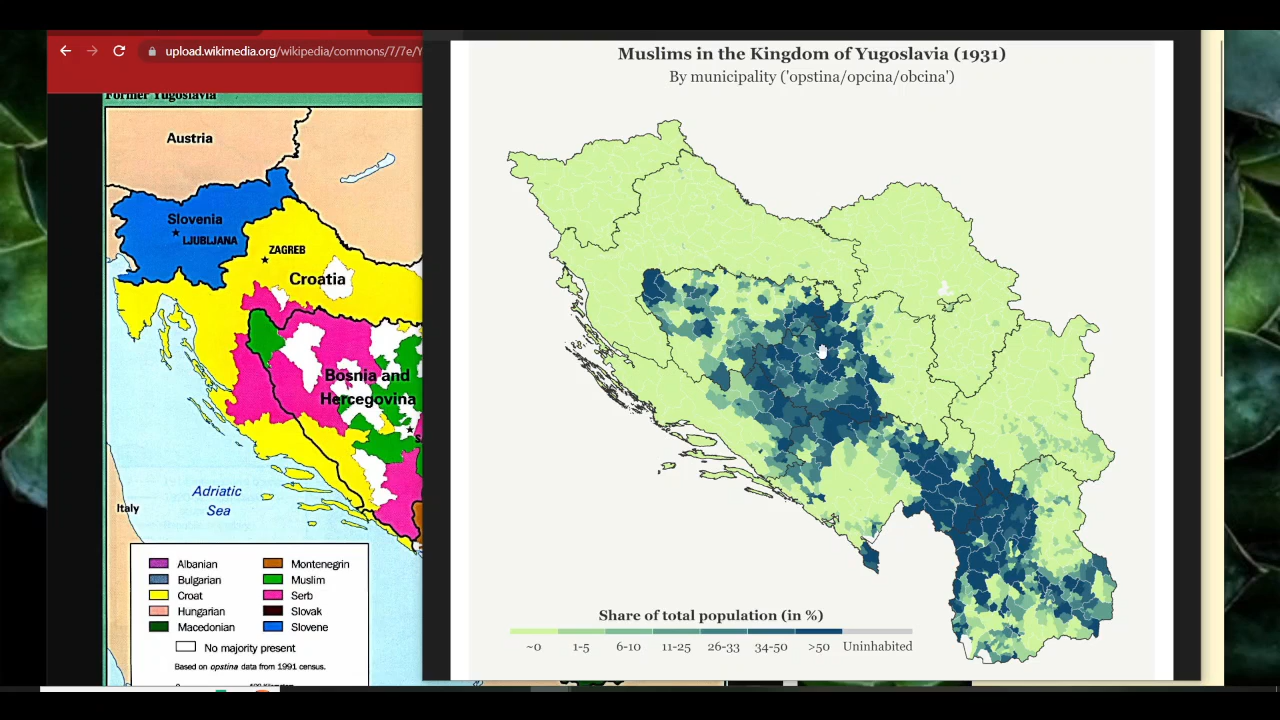 upload.wikimedia.org/wikipedia/commons/7/7e/Y
Former Yugoslavia
Austria
Slovenia
LJUBLJANA
ZAGREB
Croatia
Bosnia and
Hercegovina
Adriatic
Sea
Italy
Albanian
Bulgarian
Croat
Hungarian
Macedonian
Montenegrin
Muslim
Serb
Slovak
Slovene
No majority present
Based on opstina data from 1991 census.
Muslims in the Kingdom of Yugoslavia (1931)
By municipality ('opstina/opcina/obcina')
Share of total population (in %)
~0 1-5 6-10 11-25 26-33 34-50 >50 Uninhabited